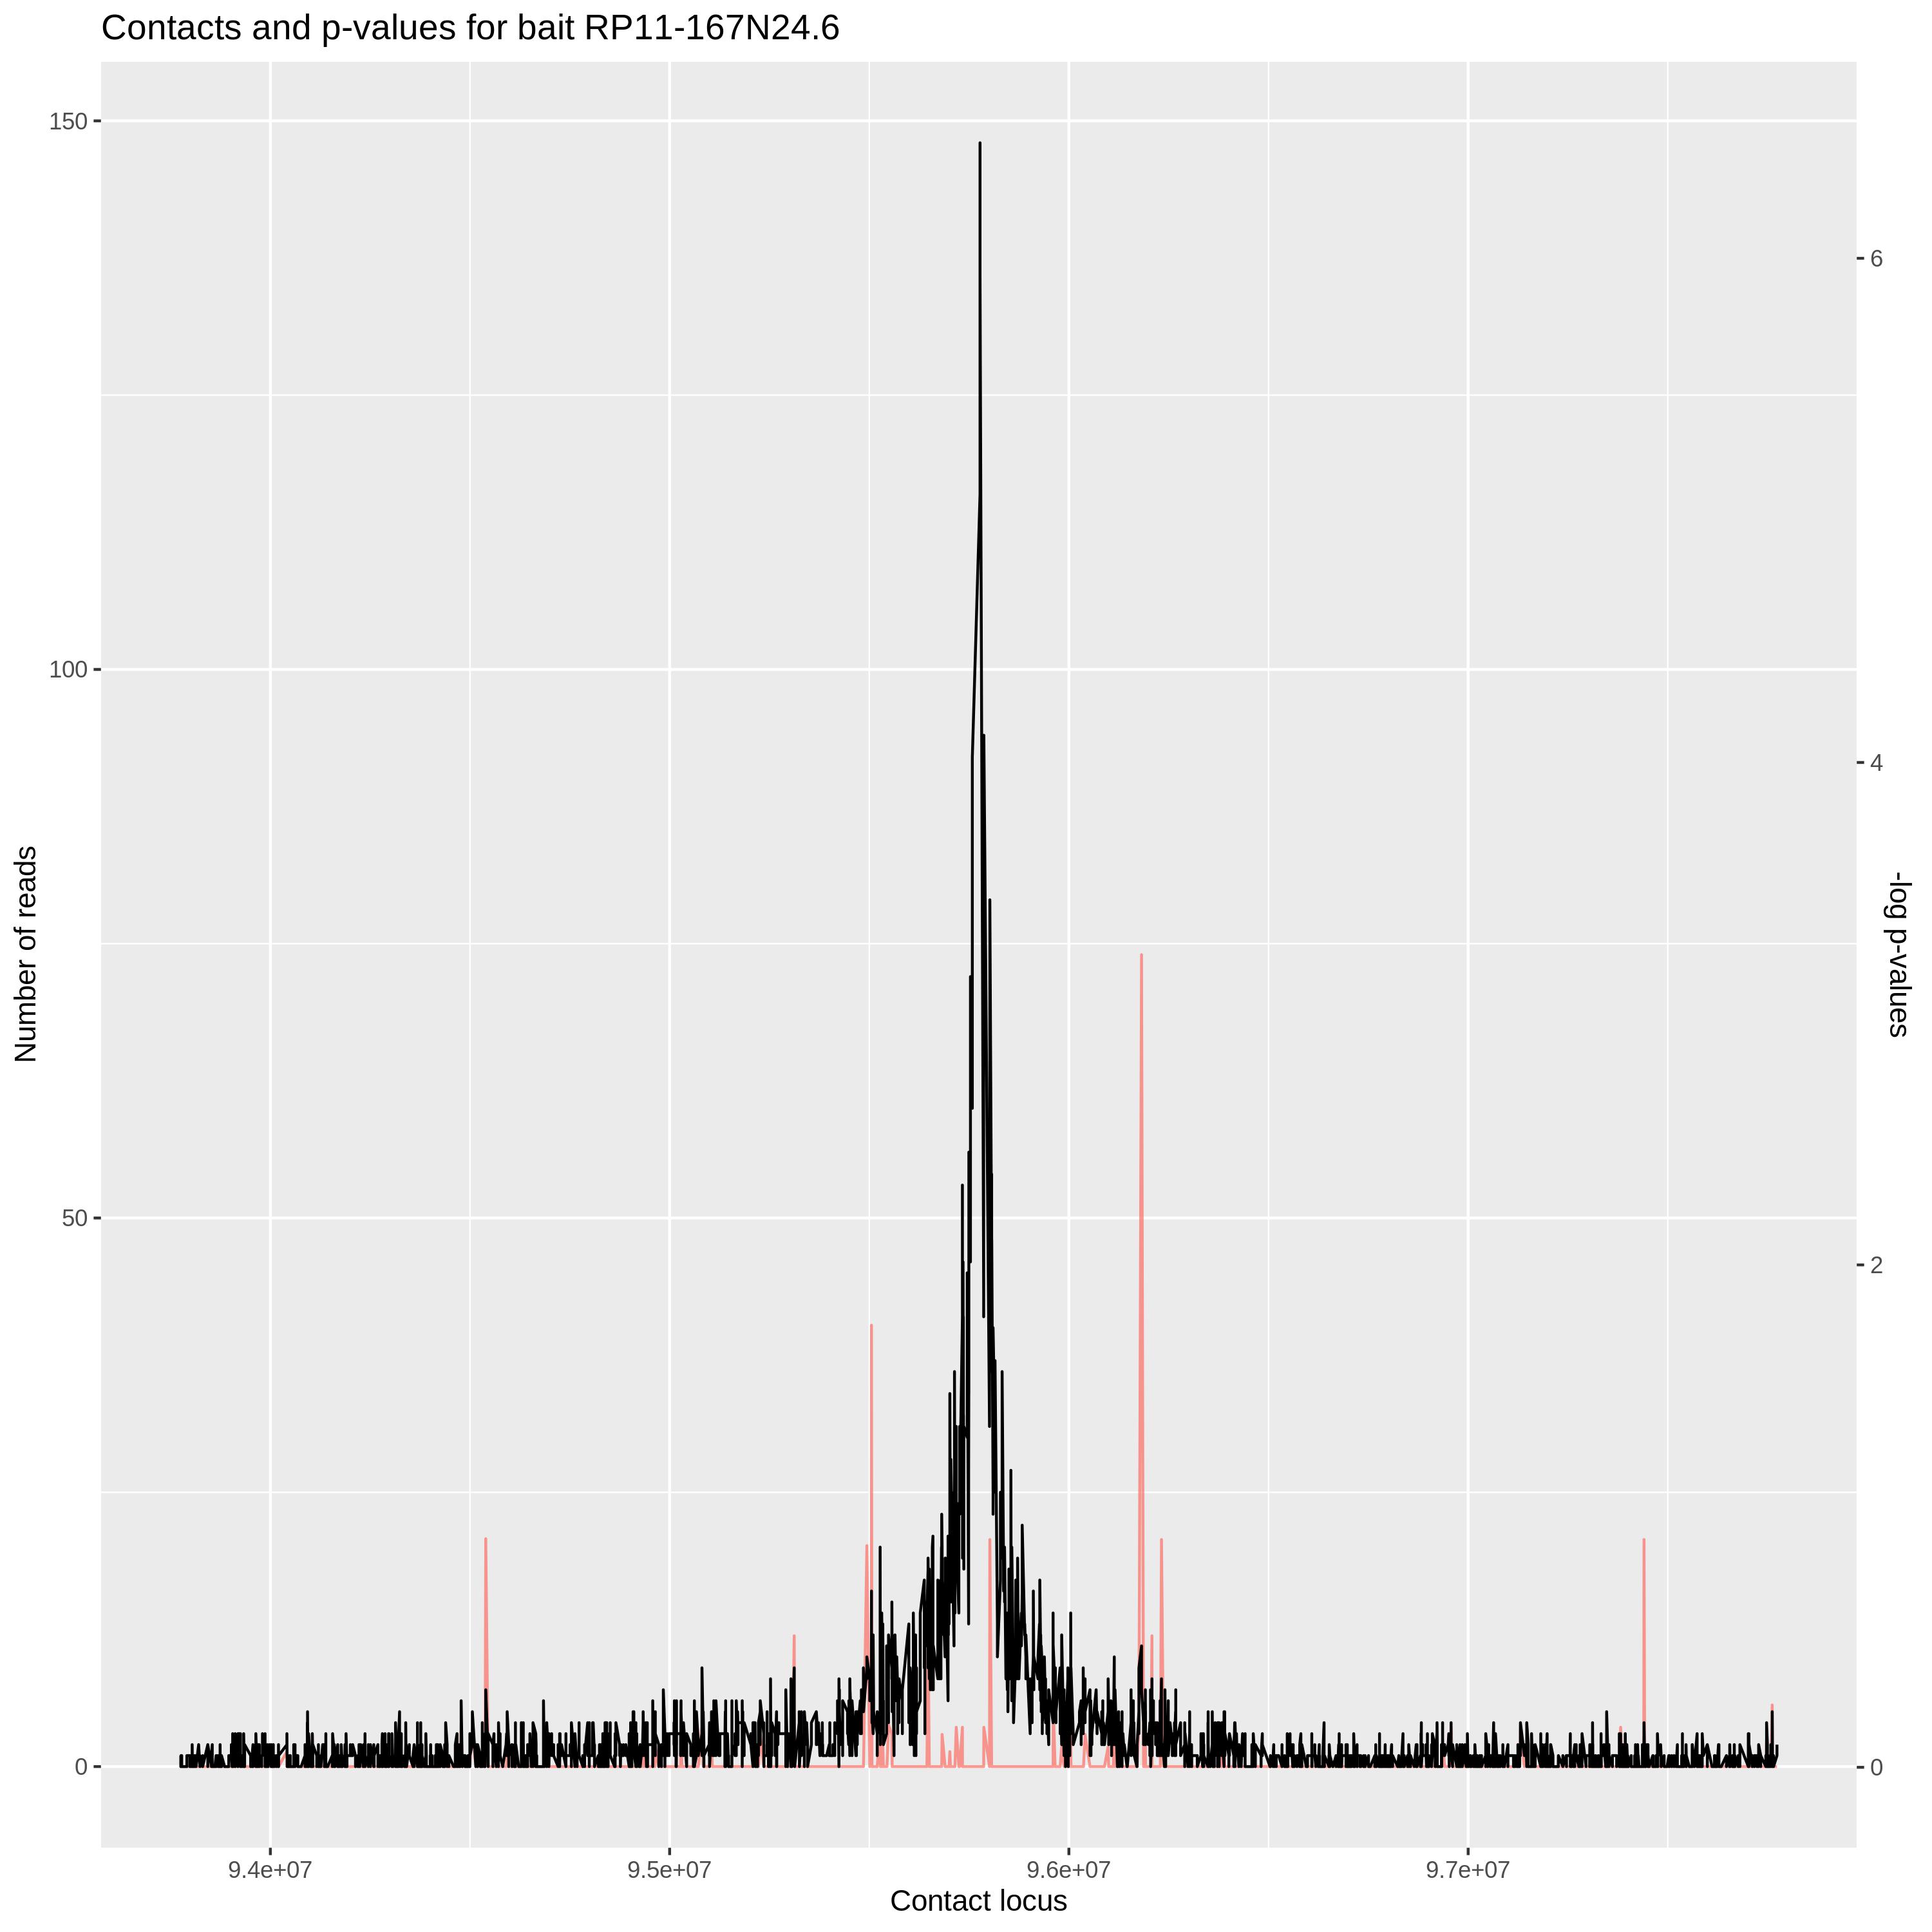 Contacts and p-values for bait RP11-167N24.6
150
100
50
0
6
4
2
0
Number of reads
-log p-values
9.4e+07 9.5e+07 9.6e+07 9.7e+07
Contact locus